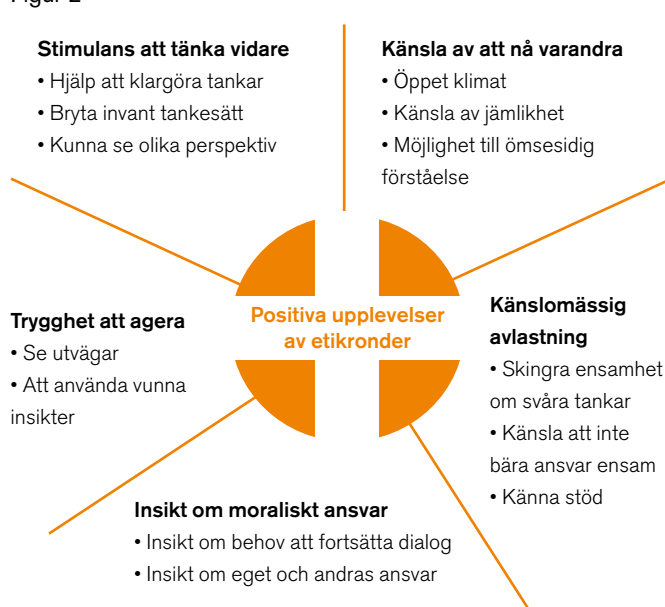 Figur 2
Stimulans att tänka vidare
• Hjälp att klargöra tankar
• Bryta invant tankesätt
• Kunna se olika perspektiv
Känsla av att nå varandra
• Öppet klimat
• Känsla av jämlikhet
• Möjlighet till ömsesidig
förståelse
Positiva upplevelser
av etikronder
Trygghet att agera
• Se utvägar
• Att använda vunna
insikter
Känslomässig
avlastning
• Skingra ensamhet
om svåra tankar
• Känsla att inte
bära ansvar ensam
• Känna stöd
Insikt om moraliskt ansvar
• Insikt om behov att fortsätta dialog
• Insikt om eget och andras ansvar